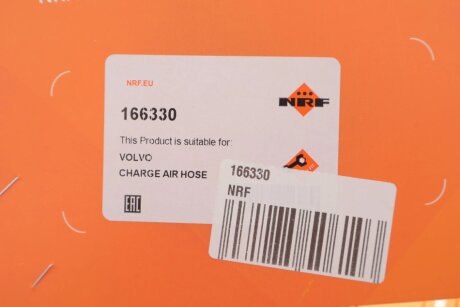 NRF.EU
166330
NRF
This Product is suitable for:
VOLVO
CHARGE AIR HOSE
EAC
166330
NRF